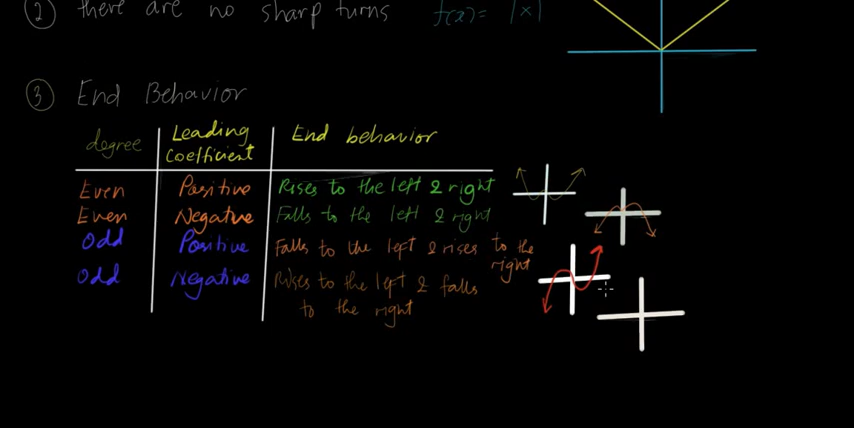 ② there are no sharp turns f(x) = |x|
③ End Behavior
degree Leading Coefficient End behavior
Even Positive Rises to the left & right
Even Negative Falls to the left & right
Odd Positive Falls to the left & rises to the right
Odd Negative Rises to the left & falls
to the right